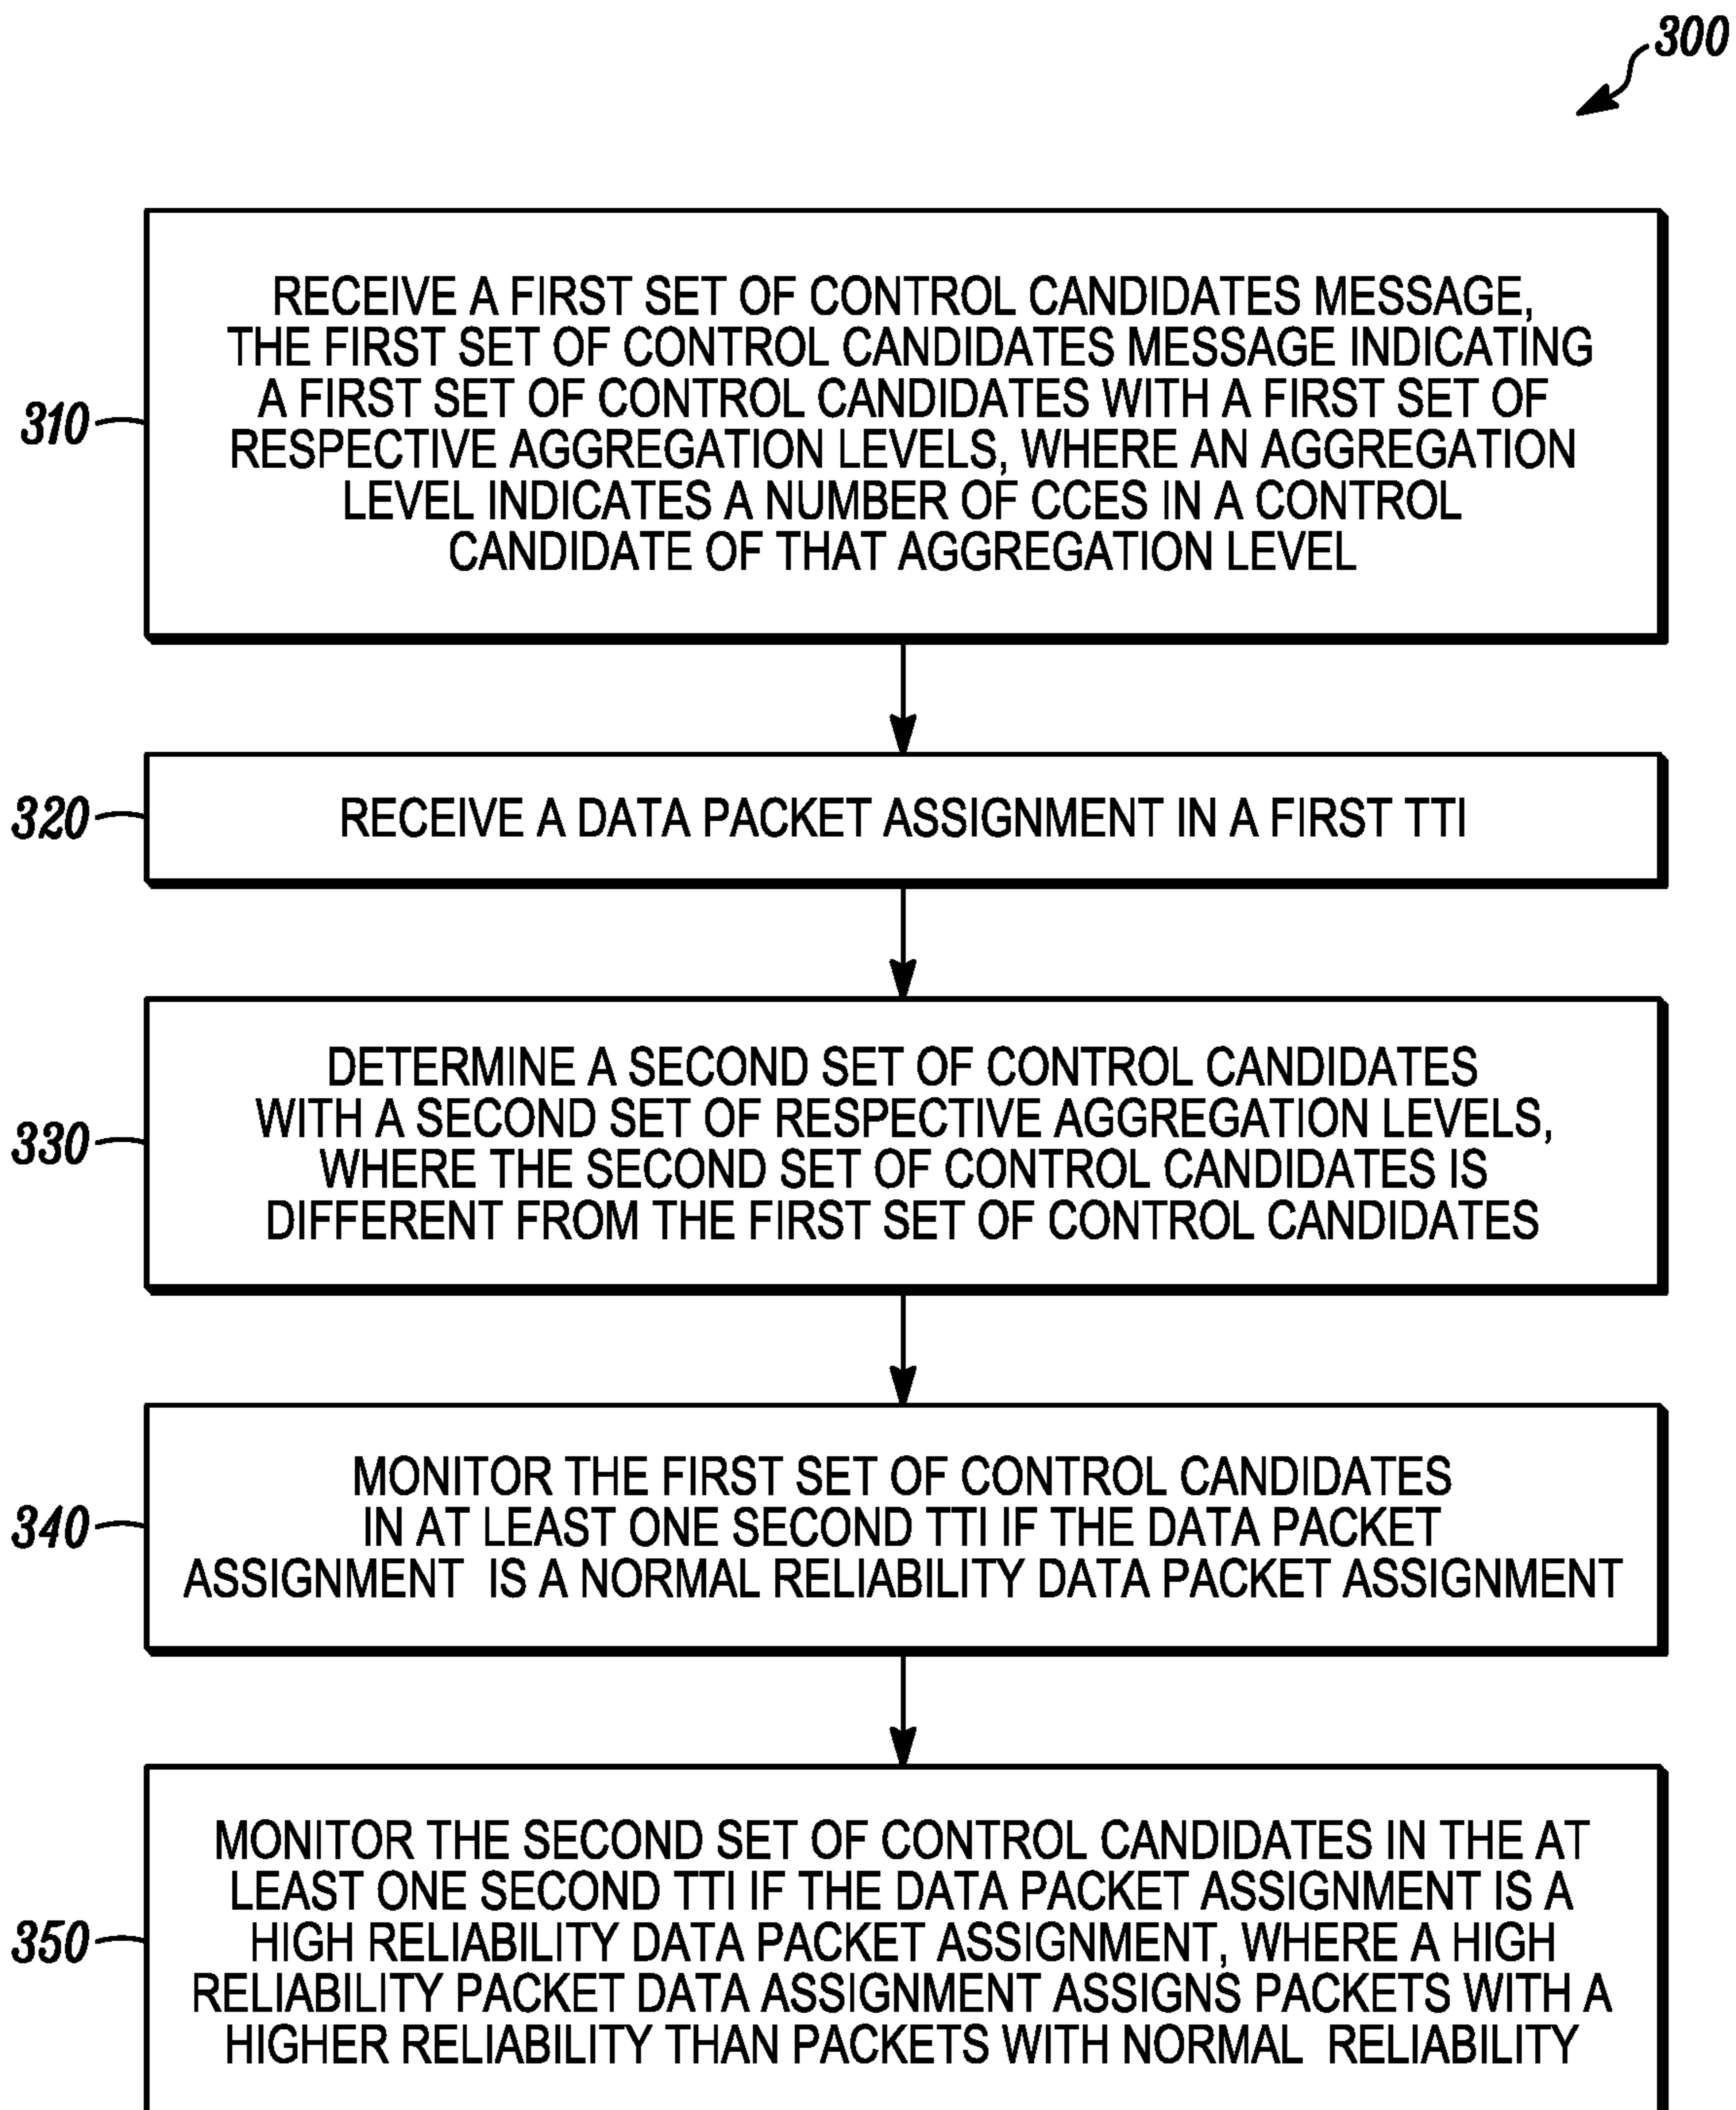 300
310
RECEIVE A FIRST SET OF CONTROL CANDIDATES MESSAGE,
THE FIRST SET OF CONTROL CANDIDATES MESSAGE INDICATING
A FIRST SET OF CONTROL CANDIDATES WITH A FIRST SET OF
RESPECTIVE AGGREGATION LEVELS, WHERE AN AGGREGATION
LEVEL INDICATES A NUMBER OF CCES IN A CONTROL
CANDIDATE OF THAT AGGREGATION LEVEL
320
RECEIVE A DATA PACKET ASSIGNMENT IN A FIRST TTI
330
DETERMINE A SECOND SET OF CONTROL CANDIDATES
WITH A SECOND SET OF RESPECTIVE AGGREGATION LEVELS,
WHERE THE SECOND SET OF CONTROL CANDIDATES IS
DIFFERENT FROM THE FIRST SET OF CONTROL CANDIDATES
340
MONITOR THE FIRST SET OF CONTROL CANDIDATES
IN AT LEAST ONE SECOND TTI IF THE DATA PACKET
ASSIGNMENT IS A NORMAL RELIABILITY DATA PACKET ASSIGNMENT
350
MONITOR THE SECOND SET OF CONTROL CANDIDATES IN THE AT
LEAST ONE SECOND TTI IF THE DATA PACKET ASSIGNMENT IS A
HIGH RELIABILITY DATA PACKET ASSIGNMENT, WHERE A HIGH
RELIABILITY PACKET DATA ASSIGNMENT ASSIGNS PACKETS WITH A
HIGHER RELIABILITY THAN PACKETS WITH NORMAL RELIABILITY